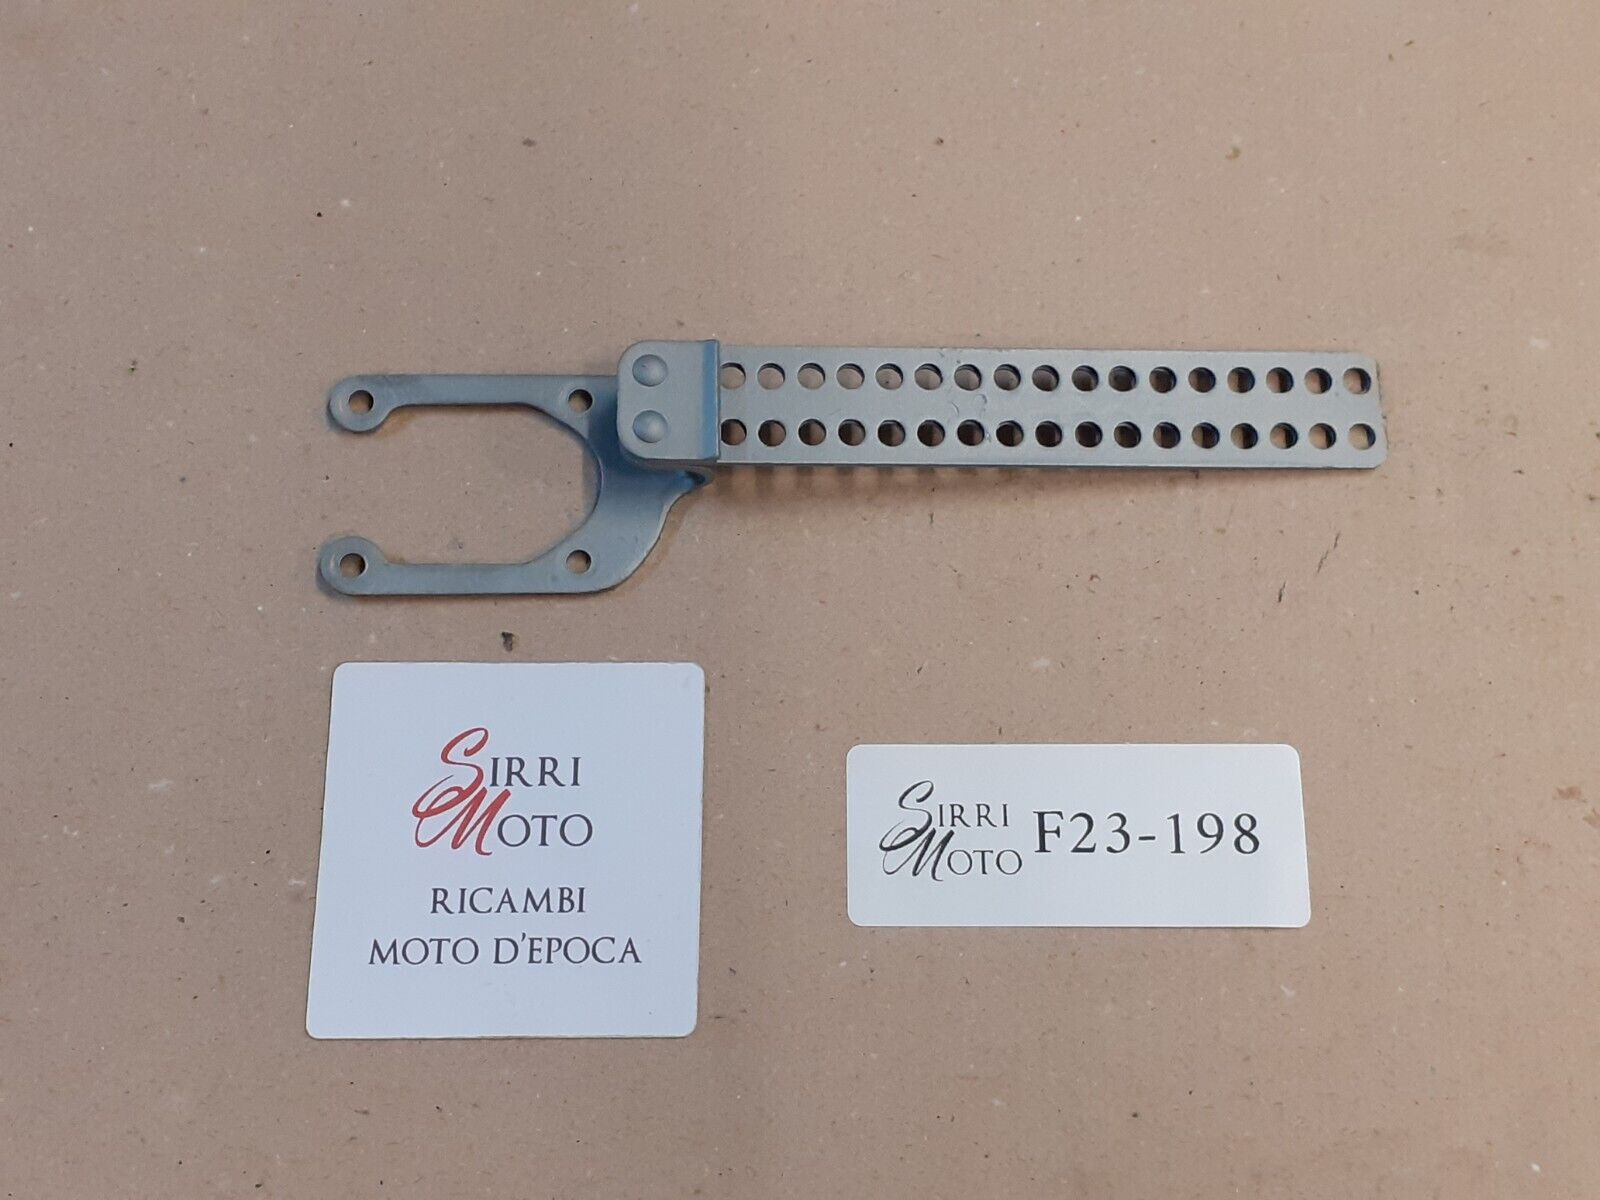 SIRRI
MOTO
RICAMBI
MOTO D'EPOCA
SIRRI
MOTO
F23-198